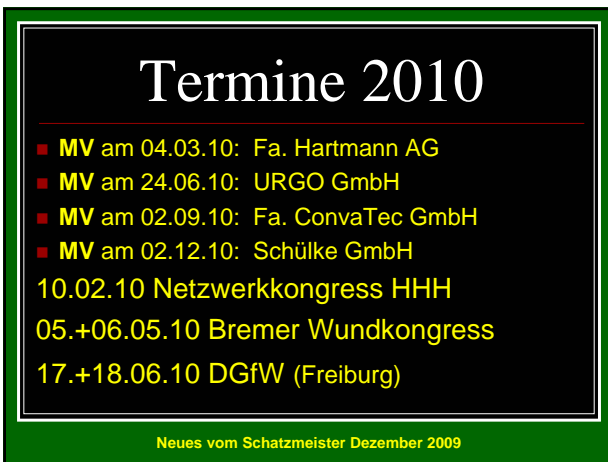 Termine 2010
MV am 04.03.10: Fa. Hartmann AG
MV am 24.06.10: URGO GmbH
MV am 02.09.10: Fa. ConvaTec GmbH
MV am 02.12.10: Schülke GmbH
10.02.10 Netzwerkkongress HHH
05.+06.05.10 Bremer Wundkongress
17.+18.06.10 DGfW (Freiburg)
Neues vom Schatzmeister Dezember 2009